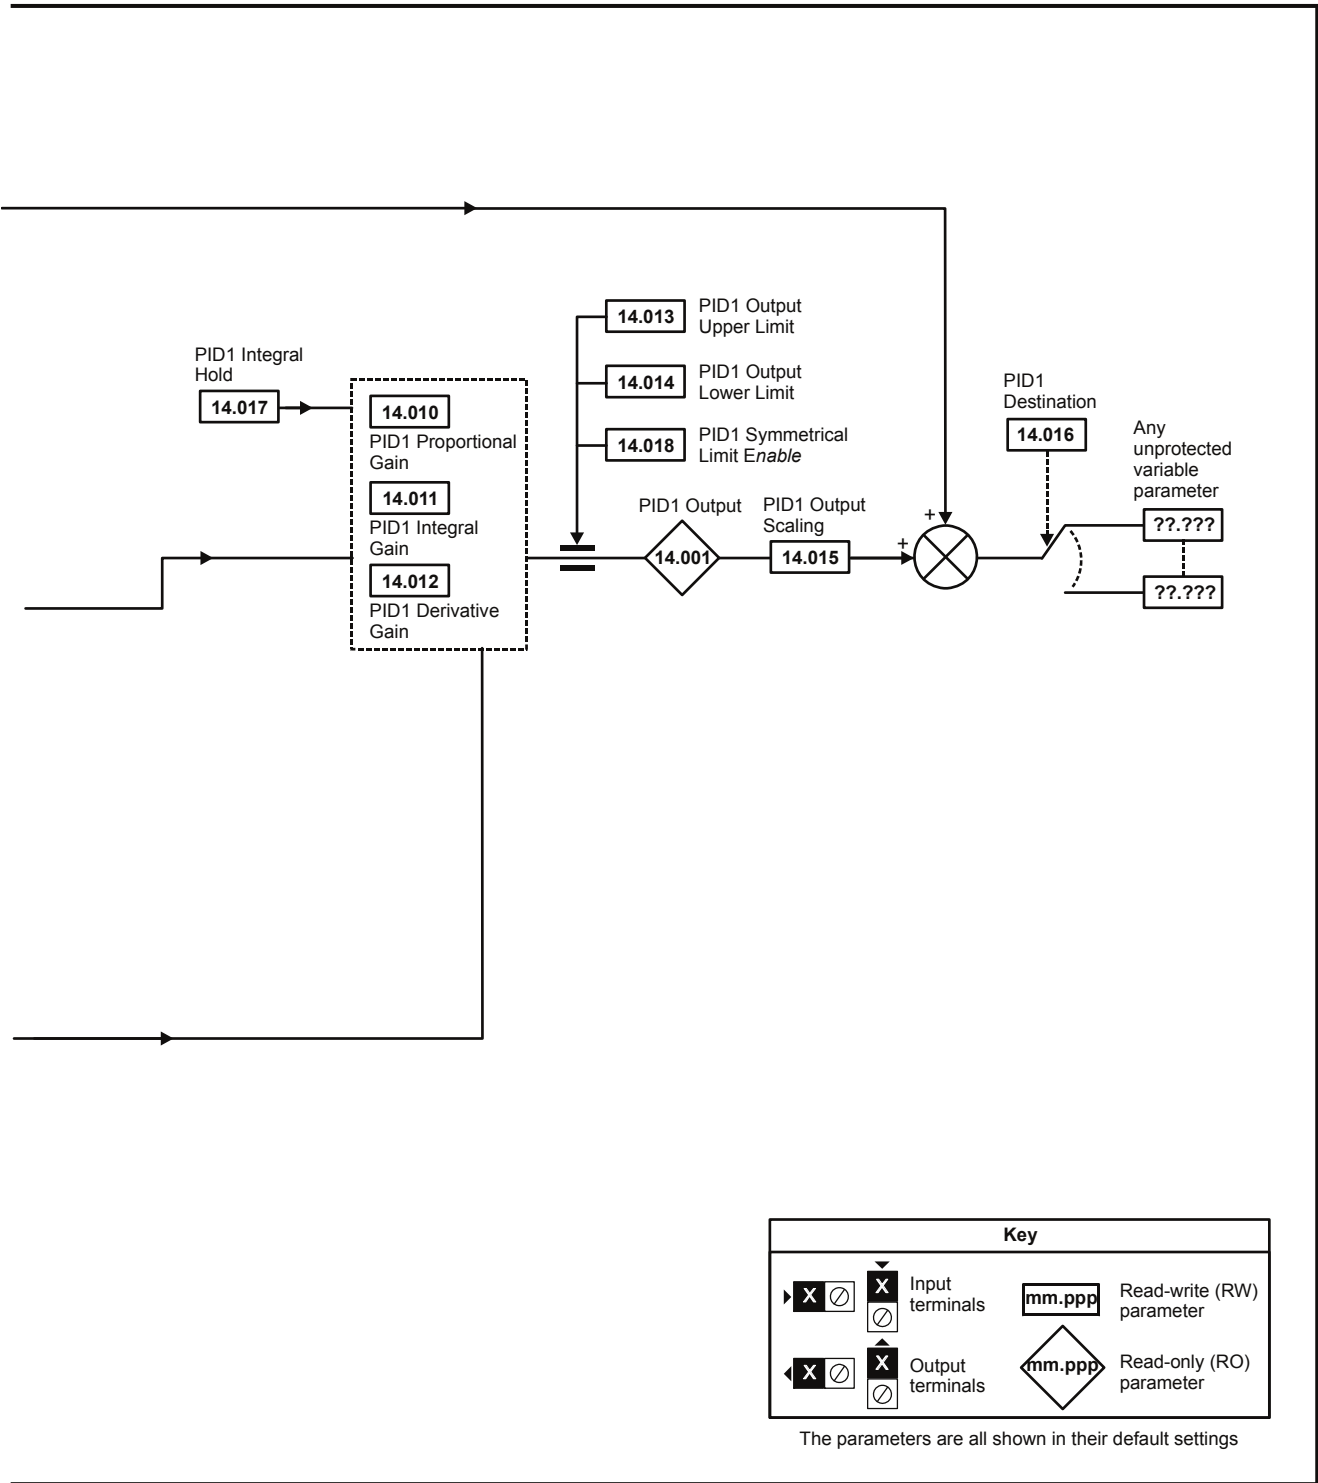 14.013
PID1 Output
Upper Limit
PID1 Integral
Hold
14.017
14.014
PID1 Output
Lower Limit
14.018
PID1 Symmetrical
Limit Enable
14.010
PID1 Proportional
Gain
14.011
PID1 Integral
Gain
14.012
PID1 Derivative
Gain
PID1 Output
14.001
PID1 Output
Scaling
14.015
+
+
PID1
Destination
14.016
Any
unprotected
variable
parameter
??.???
??.???
Key
X
X
Input
terminals
mm.ppp
Read-write (RW)
parameter
X
X
Output
terminals
mm.ppp
Read-only (RO)
parameter
The parameters are all shown in their default settings